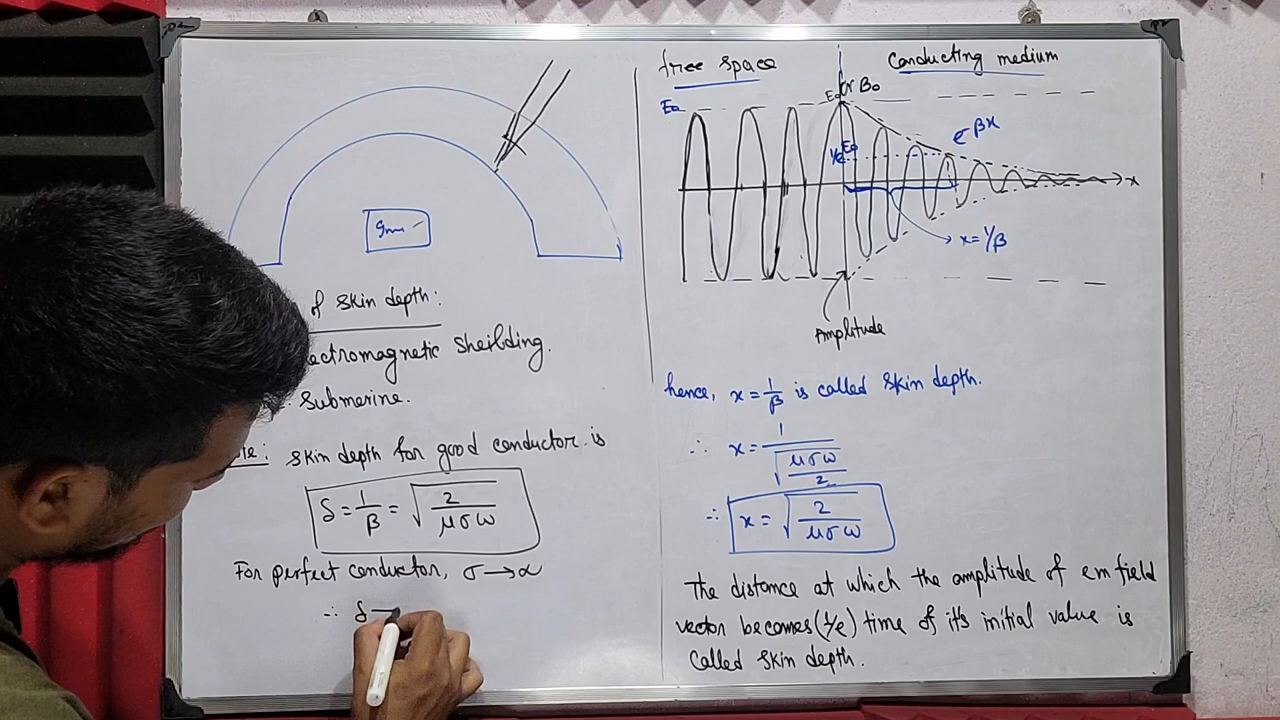 of skin depth:
ectromagnetic sheilding.
submerine.
skin depth for good conductor is
δ = 1/β = √(2/μσω)
For perfect conductor, σ → ∝
∴ δ –
free space
Conducting medium
E₀
E₀ or B₀
1/e E₀
e^-βx
x
x = 1/β
Amplitude
hence, x = 1/β is called skin depth.
∴ x = 1/√(μσω/2)
∴ x = √(2/μσω)
The distance at which the amplitude of em field
vector becomes (1/e) time of it's initial value is
called skin depth.